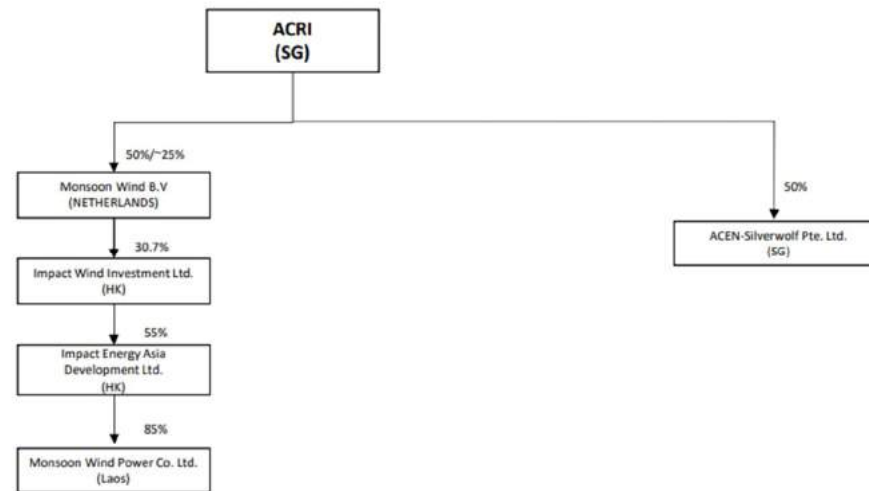 ACRI
(SG)
50%/~25%
Monsoon Wind B.V
(NETHERLANDS)
50%
ACEN-Silverwolf Pte. Ltd.
(SG)
30.7%
Impact Wind Investment Ltd.
(HK)
55%
Impact Energy Asia
Development Ltd.
(HK)
85%
Monsoon Wind Power Co. Ltd.
(Laos)